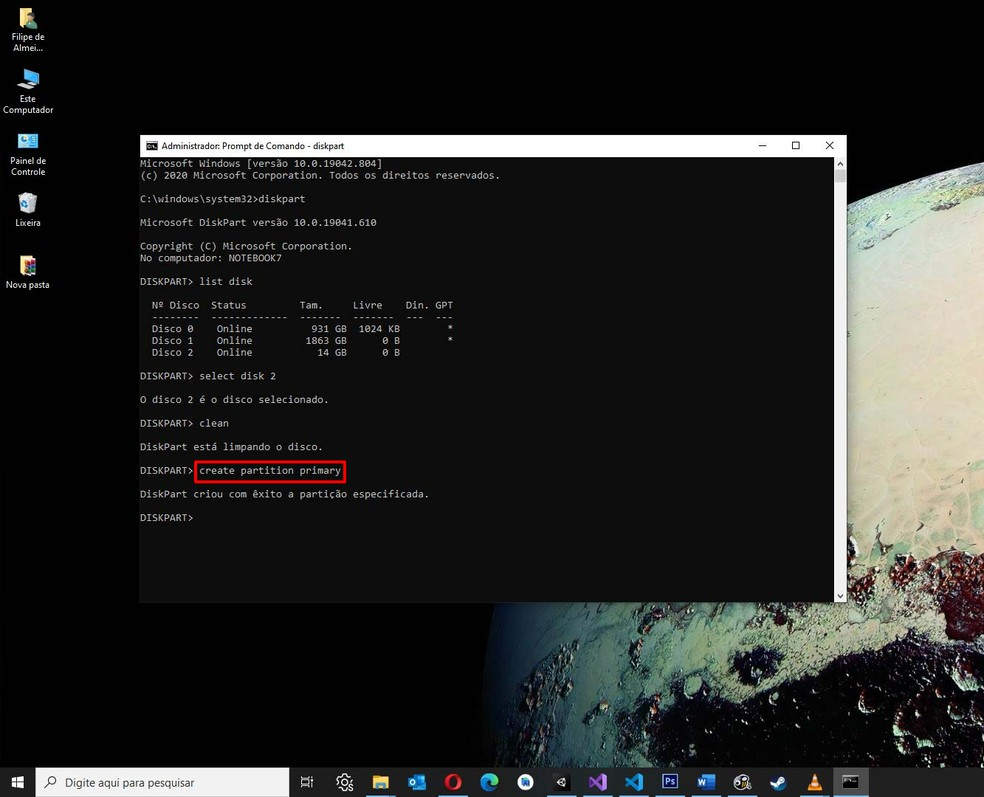 Filipe de
Almei...
Este
Computador
Painel de
Controle
Lixeira
Nova pasta
Administrador: Prompt de Comando - diskpart
Microsoft Windows [versão 10.0.19042.804]
(c) 2020 Microsoft Corporation. Todos os direitos reservados.
C:\windows\system32>diskpart
Microsoft DiskPart versão 10.0.19041.610
Copyright (C) Microsoft Corporation.
No computador: NOTEBOOK7
DISKPART> list disk
Nº Disco  Status         Tam.     Livre    Din.  GPT
--------  -------------  -------  -------  ---  ---
Disco 0    Online          931 GB  1024 KB        *
Disco 1    Online         1863 GB      0 B        *
Disco 2    Online           14 GB      0 B
DISKPART> select disk 2
O disco 2 é o disco selecionado.
DISKPART> clean
DiskPart está limpando o disco.
DISKPART> create partition primary
DiskPart criou com êxito a partição especificada.
DISKPART>
Digite aqui para pesquisar